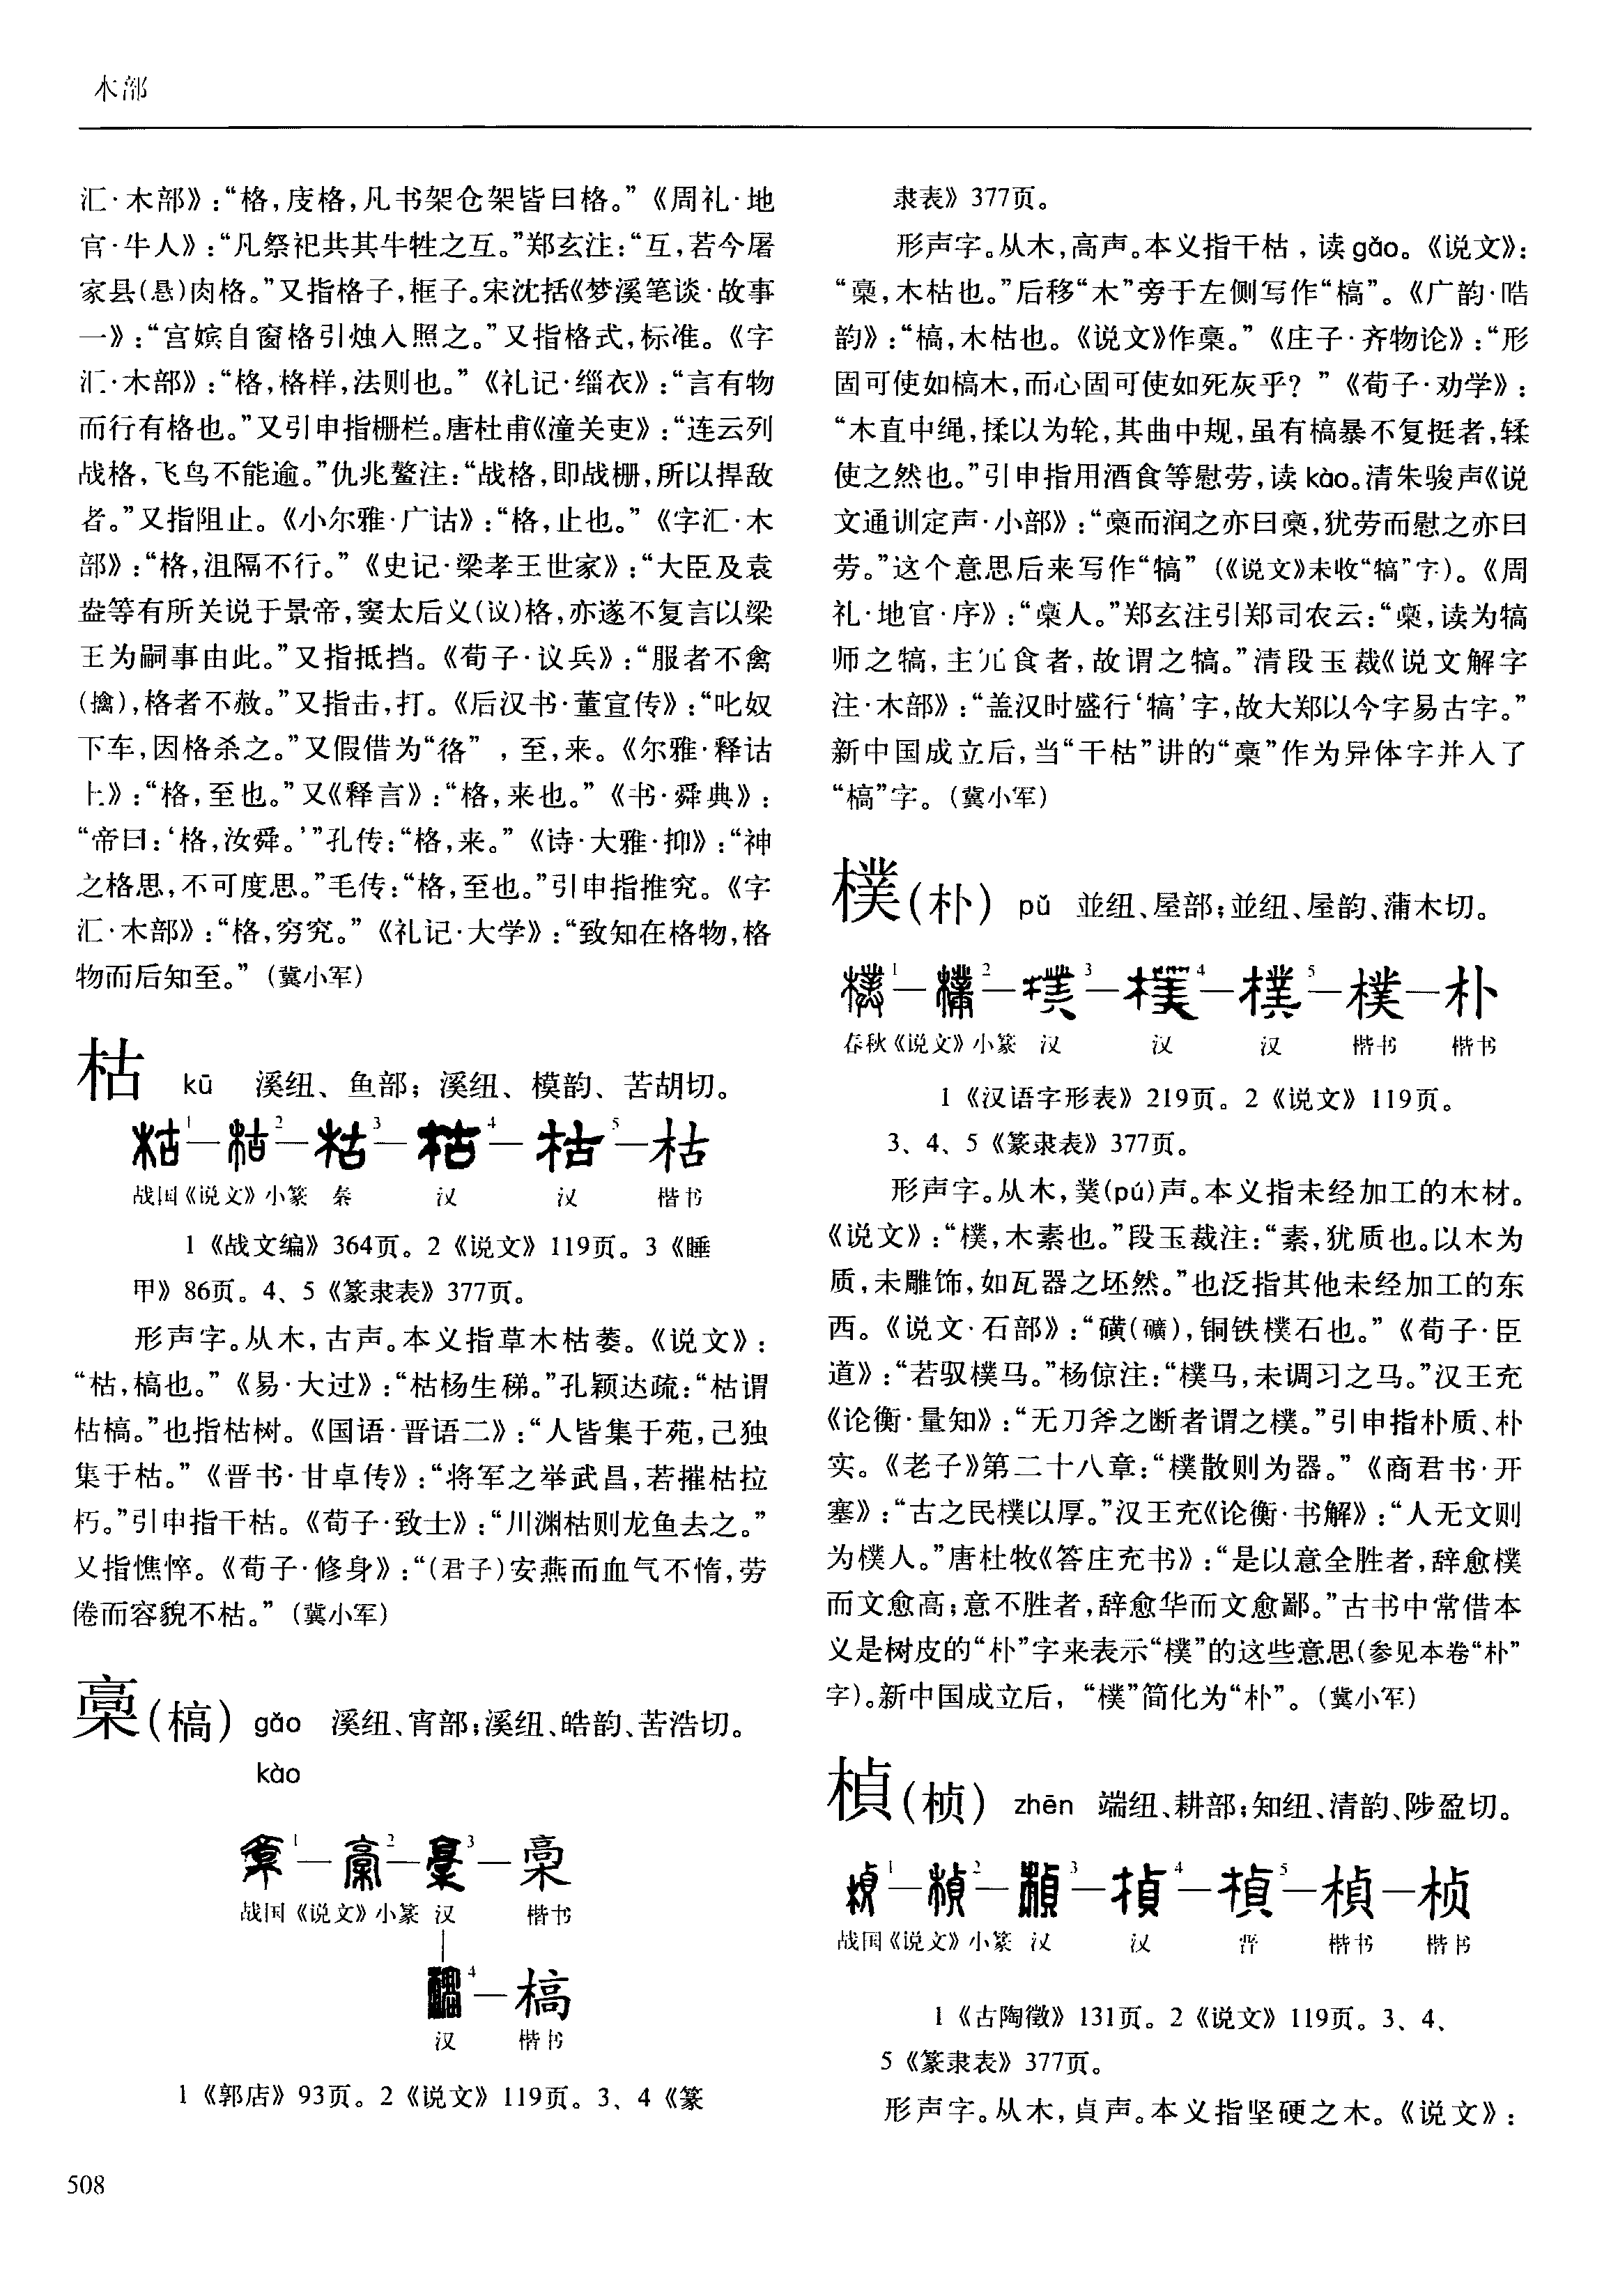 木部
汇·木部》:“格,庋格,凡书架仓架皆曰格。”《周礼·地
官·牛人》:“凡祭祀共其牛牲之互。”郑玄注:“互,若今屠
家县(悬)肉格。”又指格子,框子。宋沈括《梦溪笔谈·故事
一》:“宫嫔自窗格引烛入照之。”又指格式,标准。《字
汇·木部》:“格,格样,法则也。”《礼记·缁衣》:“言有物
而行有格也。”又引申指栅栏。唐杜甫《潼关吏》:“连云列
战格,飞鸟不能逾。”仇兆鳌注:“战格,即战栅,所以捍敌
者。”又指阻止。《小尔雅·广诂》:“格,止也。”《字汇·木
部》:“格,沮隔不行。”《史记·梁孝王世家》:“大臣及袁
盎等有所关说于景帝,窦太后义(议)格,亦遂不复言以梁
王为嗣事由此。”又指抵挡。《荀子·议兵》:“服者不禽
(擒),格者不赦。”又指击,打。《后汉书·董宣传》:“叱奴
下车,因格杀之。”又假借为“𢓜”,至,来。《尔雅·释诂
上》:“格,至也。”又《释言》:“格,来也。”《书·舜典》:
“帝曰:‘格,汝舜。’”孔传:“格,来。”《诗·大雅·抑》:“神
之格思,不可度思。”毛传:“格,至也。”引申指推究。《字
汇·木部》:“格,穷究。”《礼记·大学》:“致知在格物,格
物而后知至。”(冀小军)
枯 kū 溪纽、鱼部;溪纽、模韵、苦胡切。
枯1—枯2—枯3—枯4—枯5—枯
战国《说文》小篆 秦 汉 汉 楷书
1《战文编》364页。2《说文》119页。3《睡
甲》86页。4、5《篆隶表》377页。
形声字。从木,古声。本义指草木枯萎。《说文》:
“枯,槁也。”《易·大过》:“枯杨生稊。”孔颖达疏:“枯谓
枯槁。”也指枯树。《国语·晋语二》:“人皆集于苑,己独
集于枯。”《晋书·甘卓传》:“将军之举武昌,若摧枯拉
朽。”引申指干枯。《荀子·致士》:“川渊枯则龙鱼去之。”
又指憔悴。《荀子·修身》:“(君子)安燕而血气不惰,劳
倦而容貌不枯。”(冀小军)
槀(槁) gǎo 溪纽、宵部;溪纽、皓韵、苦浩切。
kào
槀1—槀2—槀3—槀
战国《说文》小篆 汉 楷书
槁4—槁
汉 楷书
1《郭店》93页。2《说文》119页。3、4《篆
隶表》377页。
形声字。从木,高声。本义指干枯,读gǎo。《说文》:
“槀,木枯也。”后移“木”旁于左侧写作“槁”。《广韵·晧
韵》:“槁,木枯也。《说文》作槀。”《庄子·齐物论》:“形
固可使如槁木,而心固可使如死灰乎?”《荀子·劝学》:
“木直中绳,揉以为轮,其曲中规,虽有槁暴不复挺者,輮
使之然也。”引申指用酒食等慰劳,读kào。清朱骏声《说
文通训定声·小部》:“槀而润之亦曰槀,犹劳而慰之亦曰
劳。”这个意思后来写作“犒”(《说文》未收“犒”字)。《周
礼·地官·序》:“槀人。”郑玄注引郑司农云:“槀,读为犒
师之犒,主冗食者,故谓之犒。”清段玉裁《说文解字
注·木部》:“盖汉时盛行‘犒’字,故大郑以今字易古字。”
新中国成立后,当“干枯”讲的“槀”作为异体字并入了
“槁”字。(冀小军)
樸(朴) pǔ 並纽、屋部;並纽、屋韵、蒲木切。
樸1—樸2—樸3—樸4—樸5—樸—朴
春秋《说文》小篆 汉 汉 汉 楷书 楷书
1《汉语字形表》219页。2《说文》119页。
3、4、5《篆隶表》377页。
形声字。从木,菐(pú)声。本义指未经加工的木材。
《说文》:“樸,木素也。”段玉裁注:“素,犹质也。以木为
质,未雕饰,如瓦器之坯然。”也泛指其他未经加工的东
西。《说文·石部》:“磺(礦),铜铁樸石也。”《荀子·臣
道》:“若驭樸马。”杨倞注:“樸马,未调习之马。”汉王充
《论衡·量知》:“无刀斧之断者谓之樸。”引申指朴质、朴
实。《老子》第二十八章:“樸散则为器。”《商君书·开
塞》:“古之民樸以厚。”汉王充《论衡·书解》:“人无文则
为樸人。”唐杜牧《答庄充书》:“是以意全胜者,辞愈樸
而文愈高;意不胜者,辞愈华而文愈鄙。”古书中常借本
义是树皮的“朴”字来表示“樸”的这些意思(参见本卷“朴”
字)。新中国成立后,“樸”简化为“朴”。(冀小军)
楨(桢) zhēn 端纽、耕部;知纽、清韵、陟盈切。
楨1—楨2—楨3—楨4—楨5—楨—桢
战国《说文》小篆 汉 汉 晋 楷书 楷书
1《古陶徵》131页。2《说文》119页。3、4、
5《篆隶表》377页。
形声字。从木,貞声。本义指坚硬之木。《说文》:
508